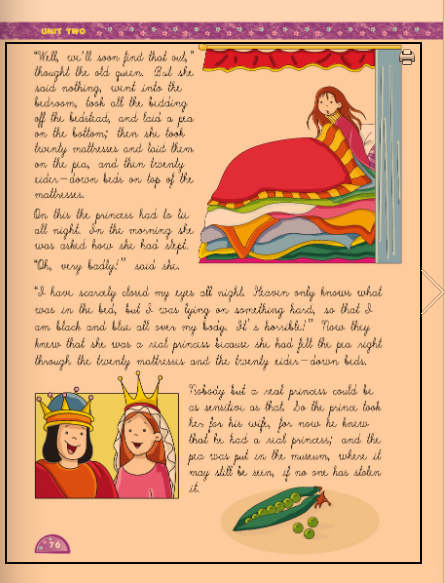 UNIT TWO
"Well, we'll soon find that out,"
thought the old queen. But she
said nothing, went into the
bedroom, took all the bedding
off the bedstead, and laid a pea
on the bottom; then she took
twenty mattresses and laid them
on the pea, and then twenty
eider-down beds on top of the
mattresses.
On this the princess had to lie
all night. In the morning she
was asked how she had slept.
"Oh, very badly!" said she.
"I have scarcely closed my eyes all night. Heaven only knows what
was in the bed, but I was lying on something hard, so that I
am black and blue all over my body. It's horrible!" Now they
knew that she was a real princess because she had felt the pea right
through the twenty mattresses and the twenty eider-down beds.
Nobody but a real princess could be
as sensitive as that. So the prince took
her for his wife, for now he knew
that he had a real princess; and the
pea was put in the museum, where it
may still be seen, if no one has stolen
it.
76